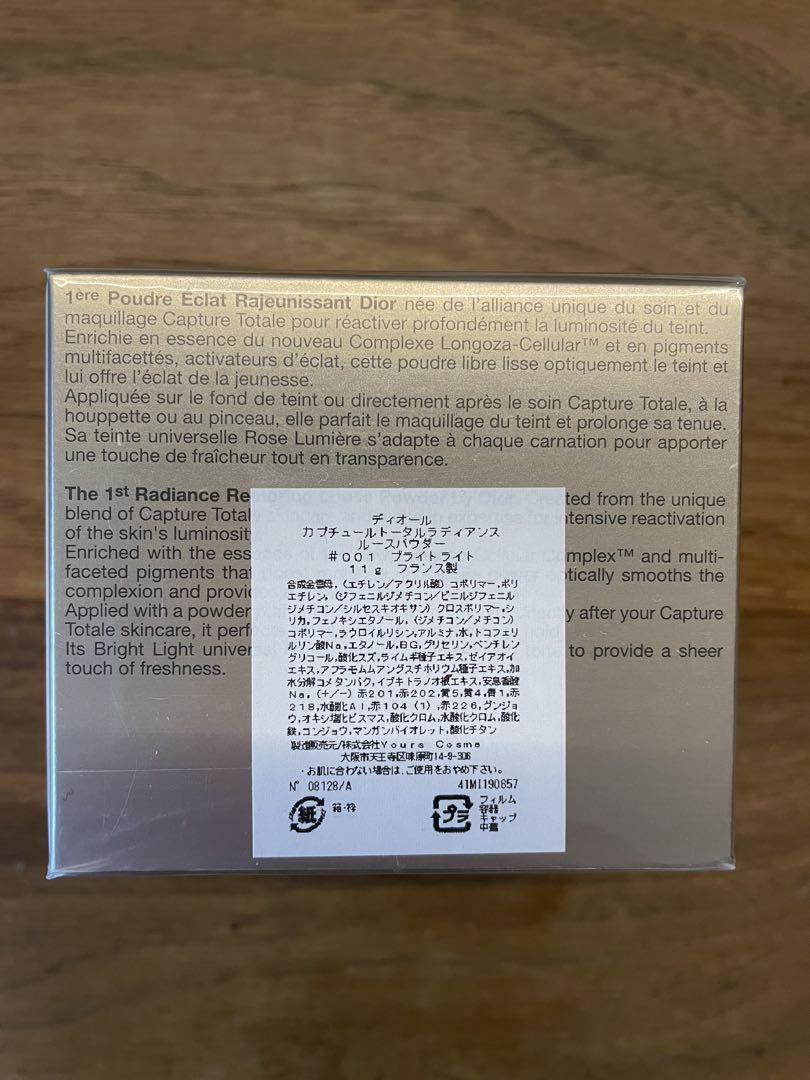 1ère Poudre Éclat Rajeunissant Dior née de l'alliance unique du soin et du
maquillage Capture Totale pour réactiver profondément la luminosité du teint.
Enrichie en essence du nouveau Complexe Longoza-Cellular™ et en pigments
multifacettés, activateurs d'éclat, cette poudre libre lisse optiquement le teint et
lui offre l'éclat de la jeunesse.
Appliquée sur le fond de teint ou directement après le soin Capture Totale, à la
houppette ou au pinceau, elle parfait le maquillage du teint et prolonge sa tenue.
Sa teinte universelle Rose Lumière s'adapte à chaque carnation pour apporter
une touche de fraîcheur tout en transparence.
The 1st Radiance Re from the unique
blend of Capture Total intensive reactivation
of the skin's luminosity
Enriched with the Complex™ and multi-
faceted pigments that optically smooths the
complexion and
Applied with a powder after your Capture
Totale skincare, it
Its Bright Light to provide a sheer
touch of freshness.
ディオール
カプチュールトータルラディアンス
ルースパウダー
#001 ブライトライト
11g フランス製
合成金雲母,(エチレン/アクリル酸)コポリマー,ポリ
エチレン,(ジフェニルジメチコン/ビニルジフェニル
ジメチコン/シルセスキオキサン)クロスポリマー,シ
リカ,フェノキシエタノール,(ジメチコン/メチコン)
コポリマー,ラウロイルリシン,アルミナ,水,トコフェリ
ルリン酸Na,エタノール,BG,グリセリン,ペンチレン
グリコール,酸化スズ,ライムギ種子エキス,ゼイアオイ
エキス,アフラモムムアングスチホリウム種子エキス,加
水分解コメタンパク,イブキトラノオ根エキス,安息香酸
Na,(+/-)赤201,赤202,黄5,黄4,青1,赤
218,水酸化Al,赤104(1),赤226,グンジョ
ウ,オキシ塩化ビスマス,酸化クロム,水酸化クロム,酸化
鉄,コンジョウ,マンガンバイオレット,酸化チタン
製造販売元/株式会社Yours Cosme
大阪市天王寺区味原町14-9-306
・お肌に合わない場合は、ご使用をおやめ下さい。
N° 08128/A 41MI190857
紙 箱・枠 プラ フィルム
容器
キャップ
中蓋